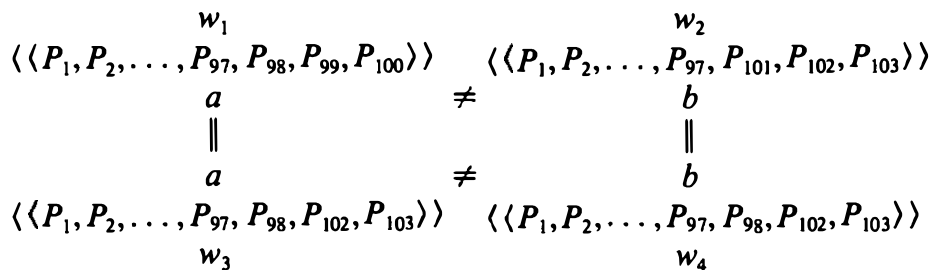 w₁ w₂
⟨⟨P₁, P₂, . . . , P₉₇, P₉₈, P₉₉, P₁₀₀⟩⟩ ⟨⟨P₁, P₂, . . . , P₉₇, P₁₀₁, P₁₀₂, P₁₀₃⟩⟩
a ≠ b
‖ ‖
a ≠ b
⟨⟨P₁, P₂, . . . , P₉₇, P₉₈, P₁₀₂, P₁₀₃⟩⟩ ⟨⟨P₁, P₂, . . . , P₉₇, P₉₈, P₁₀₂, P₁₀₃⟩⟩
w₃ w₄